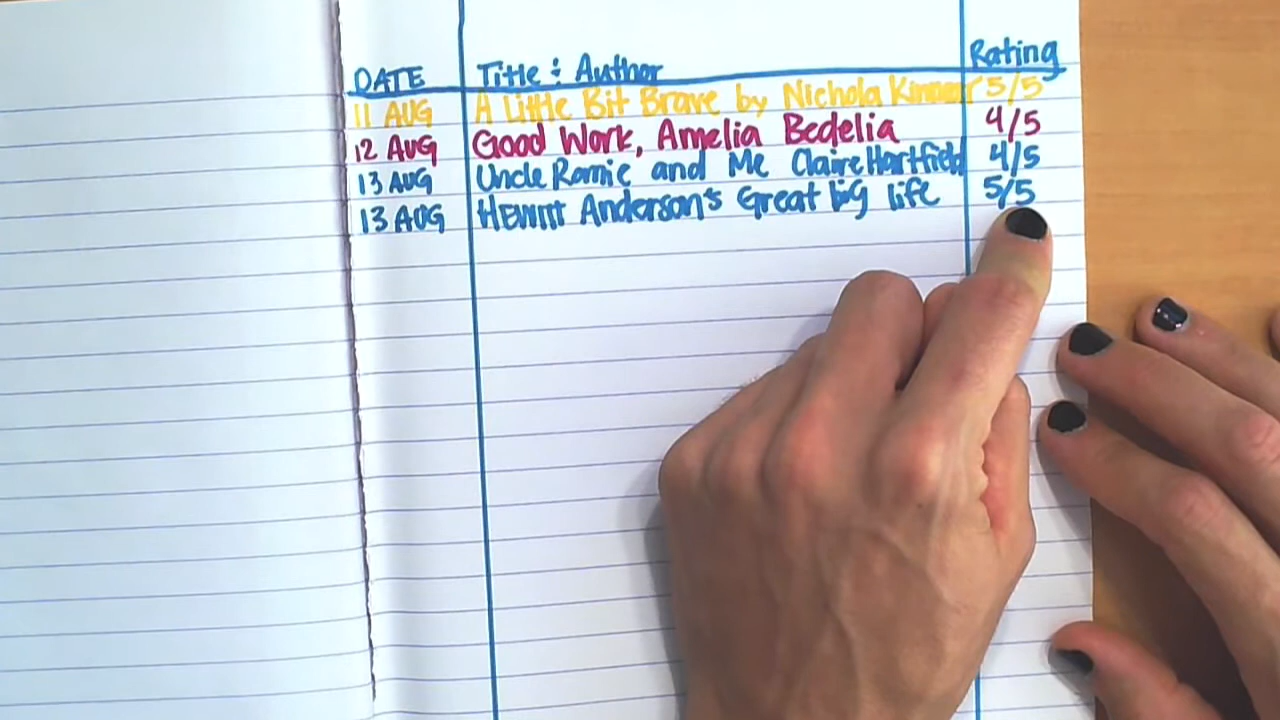 DATE Title : Author Rating
11 AUG A Little Bit Brave by Nichola Kinnear 5/5
12 AUG Good Work, Amelia Bedelia 4/5
13 AUG Uncle Romie and Me Claire Hartfield 4/5
13 AUG Hewitt Anderson's Great big life 5/5